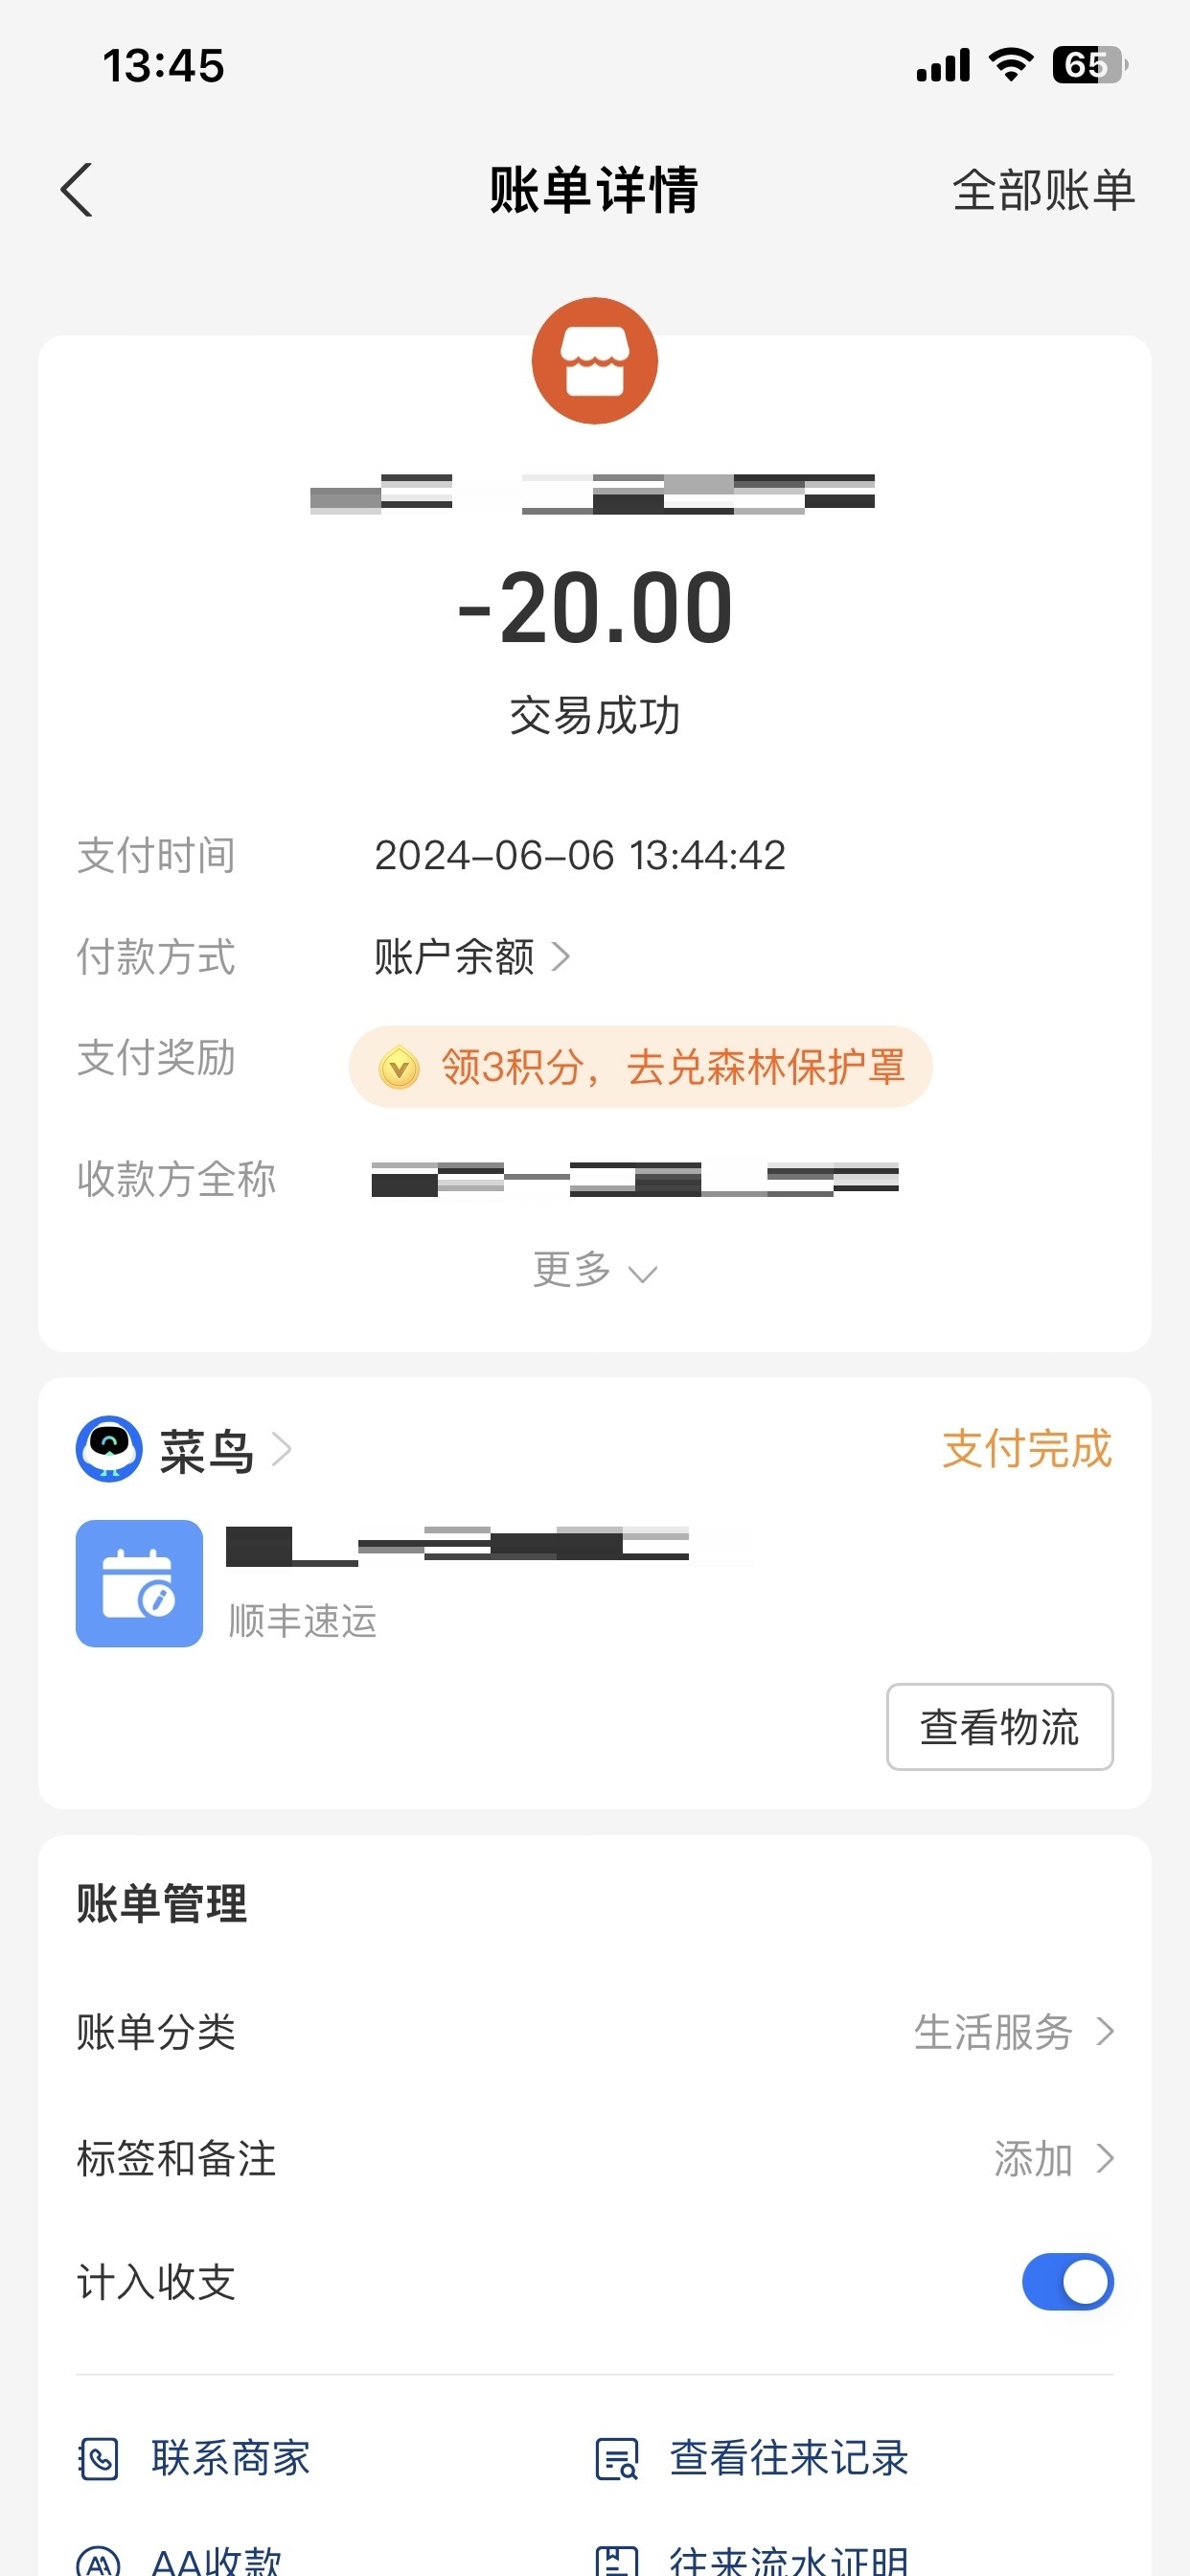 13:45
65
账单详情
全部账单
-20.00
交易成功
支付时间 2024-06-06 13:44:42
付款方式 账户余额
支付奖励 领3积分，去兑森林保护罩
收款方全称
更多
菜鸟
支付完成
顺丰速运
查看物流
账单管理
账单分类 生活服务
标签和备注 添加
计入收支
联系商家 查看往来记录
AA收款 往来流水证明